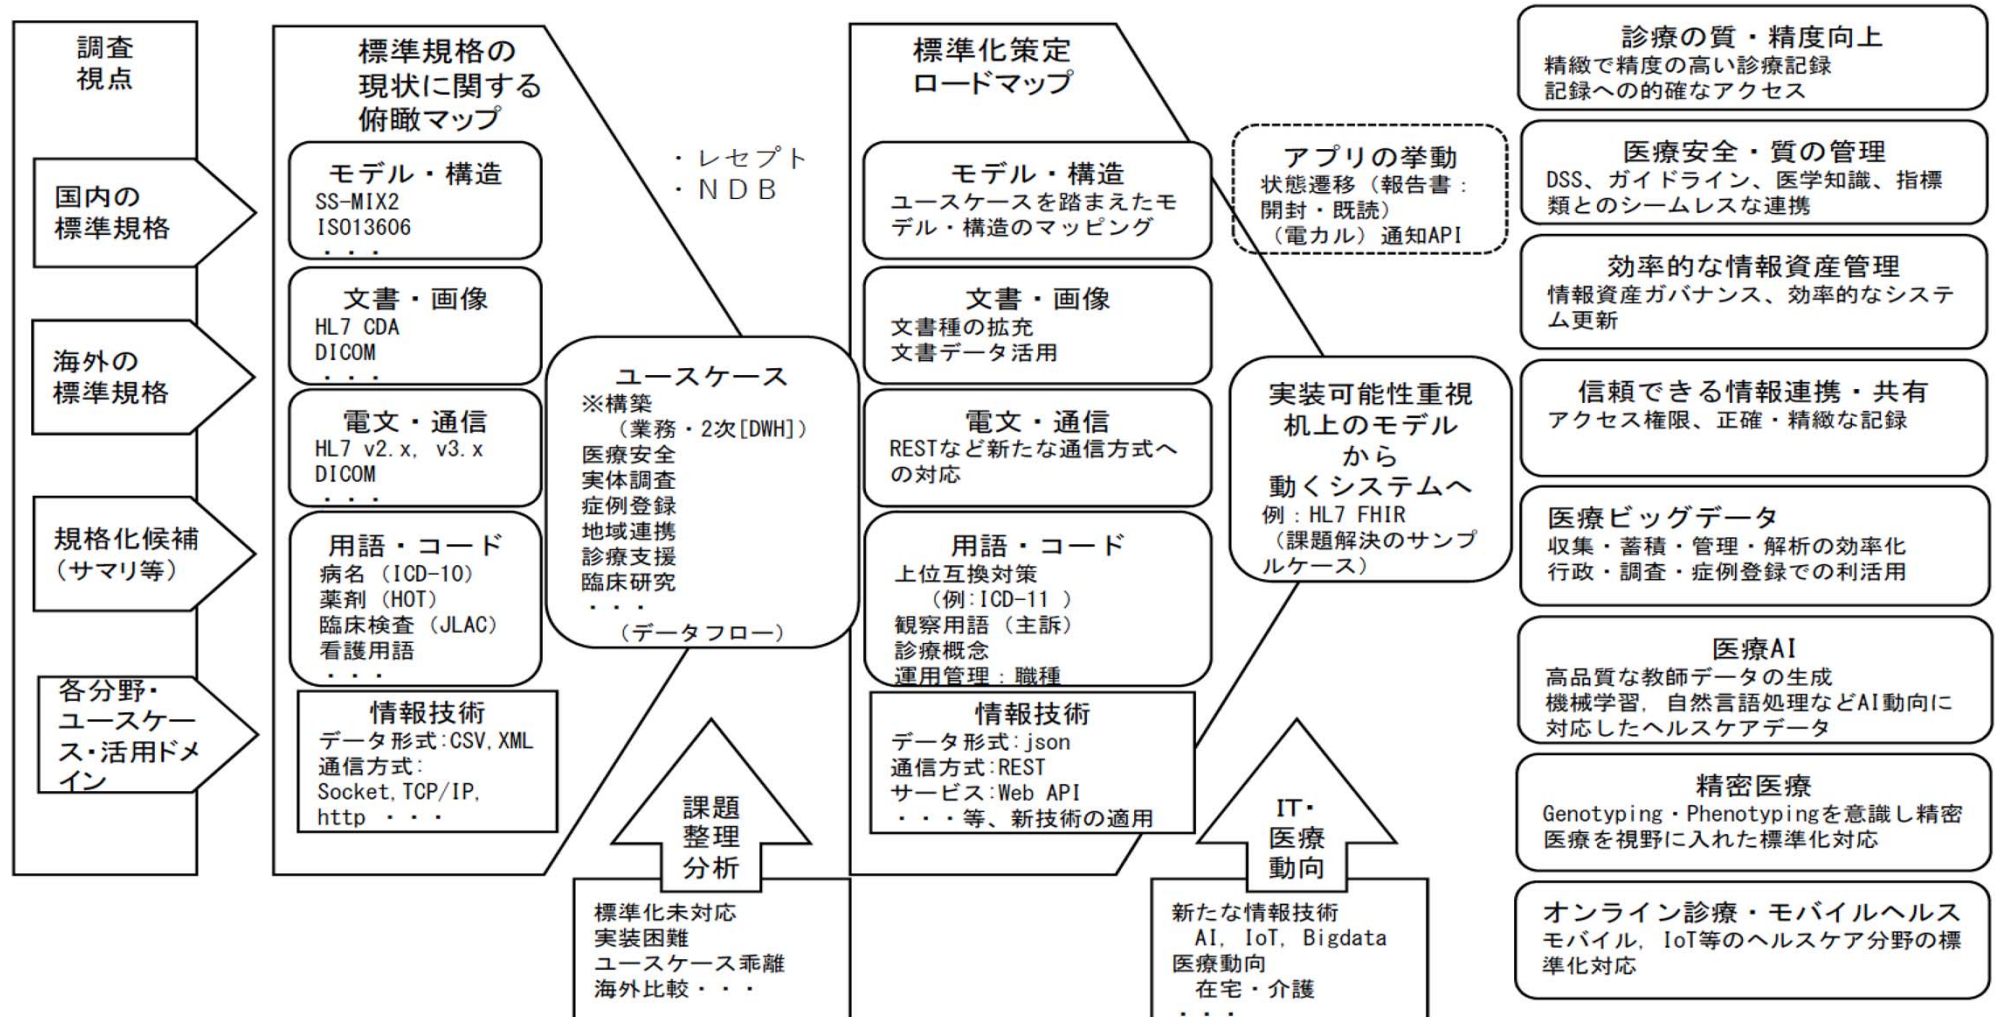 調査
視点
国内の
標準規格
海外の
標準規格
規格化候補
(サマリ等)
各分野・
ユースケー
ス・活用ドメ
イン
標準規格の
現状に関する
俯瞰マップ
モデル・構造
SS-MIX2
ISO13606
・・・
文書・画像
HL7 CDA
DICOM
・・・
電文・通信
HL7 v2.x, v3.x
DICOM
・・・
用語・コード
病名（ICD-10）
薬剤（HOT）
臨床検査（JLAC）
看護用語
・・・
情報技術
データ形式:CSV,XML
通信方式:
Socket,TCP/IP,
http ・・・
・レセプト
・ＮＤＢ
ユースケース
※構築
（業務・2次[DWH]）
医療安全
実体調査
症例登録
地域連携
診療支援
臨床研究
・・・
（データフロー）
課題
整理
分析
標準化未対応
実装困難
ユースケース乖離
海外比較・・・
標準化策定
ロードマップ
モデル・構造
ユースケースを踏まえたモ
デル・構造のマッピング
文書・画像
文書種の拡充
文書データ活用
電文・通信
RESTなど新たな通信方式へ
の対応
用語・コード
上位互換対策
（例:ICD-11 ）
観察用語（主訴）
診療概念
運用管理：職種
情報技術
データ形式:json
通信方式:REST
サービス:Web API
・・・等、新技術の適用
アプリの挙動
状態遷移（報告書：
開封・既読）
（電カル）通知API
実装可能性重視
机上のモデル
から
動くシステムへ
例：HL7 FHIR
（課題解決のサンプ
ルケース）
IT・
医療
動向
新たな情報技術
AI, IoT, Bigdata
医療動向
在宅・介護
・・・
診療の質・精度向上
精緻で精度の高い診療記録
記録への的確なアクセス
医療安全・質の管理
DSS、ガイドライン、医学知識、指標
類とのシームレスな連携
効率的な情報資産管理
情報資産ガバナンス、効率的なシステ
ム更新
信頼できる情報連携・共有
アクセス権限、正確・精緻な記録
医療ビッグデータ
収集・蓄積・管理・解析の効率化
行政・調査・症例登録での利活用
医療AI
高品質な教師データの生成
機械学習, 自然言語処理などAI動向に
対応したヘルスケアデータ
精密医療
Genotyping・Phenotypingを意識し精密
医療を視野に入れた標準化対応
オンライン診療・モバイルヘルス
モバイル, IoT等のヘルスケア分野の標
準化対応